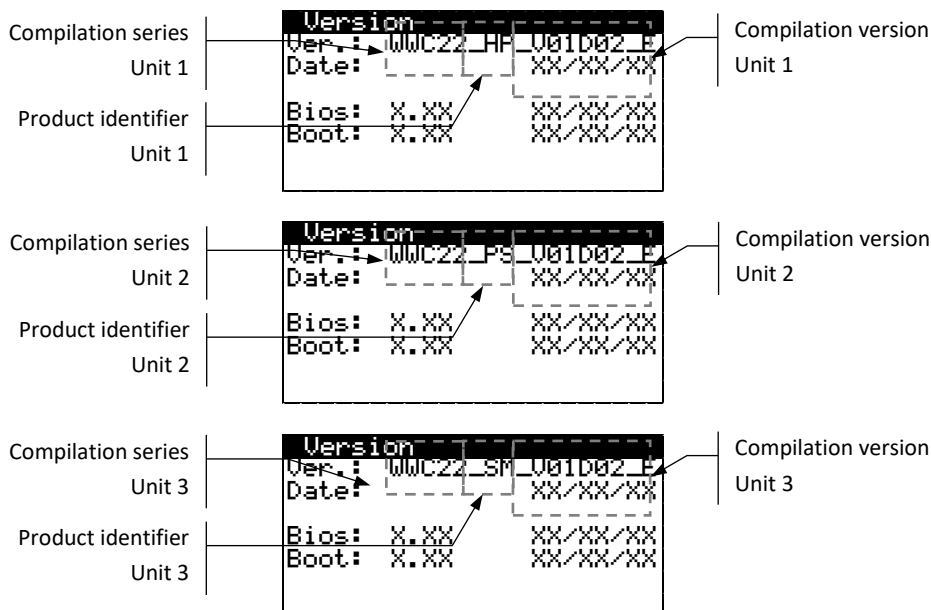 Compilation series
Unit 1
Product identifier
Unit 1
Version
Ver.: WWC22_HP_V01D02_E
Date: XX/XX/XX
Bios: X.XX XX/XX/XX
Boot: X.XX XX/XX/XX
Compilation version
Unit 1
Compilation series
Unit 2
Product identifier
Unit 2
Version
Ver.: WWC22_PS_V01D02_E
Date: XX/XX/XX
Bios: X.XX XX/XX/XX
Boot: X.XX XX/XX/XX
Compilation version
Unit 2
Compilation series
Unit 3
Product identifier
Unit 3
Version
Ver.: WWC22_SM_V01D02_E
Date: XX/XX/XX
Bios: X.XX XX/XX/XX
Boot: X.XX XX/XX/XX
Compilation version
Unit 3